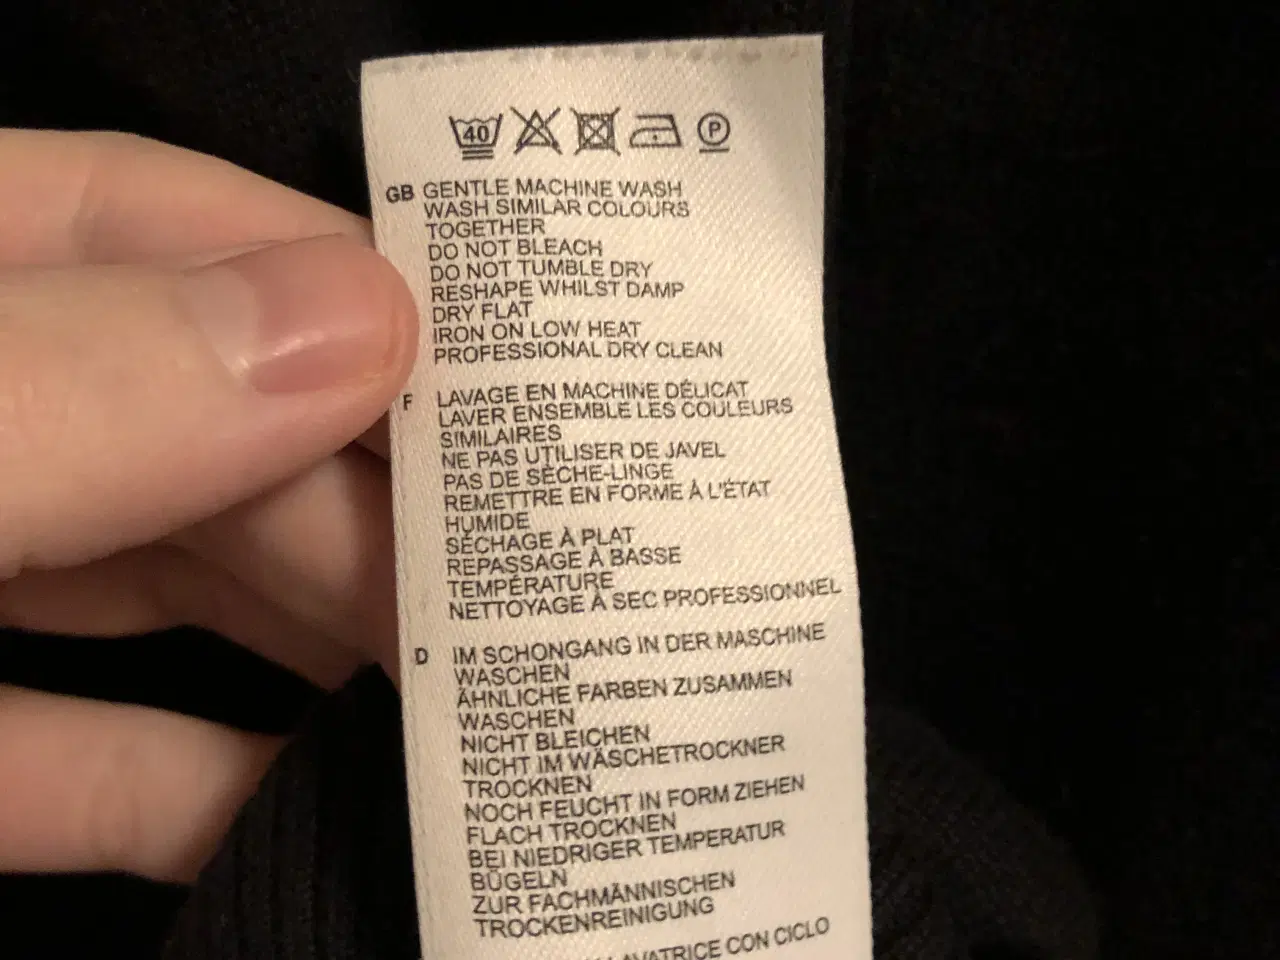 40 P
GB GENTLE MACHINE WASH
WASH SIMILAR COLOURS
TOGETHER
DO NOT BLEACH
DO NOT TUMBLE DRY
RESHAPE WHILST DAMP
DRY FLAT
IRON ON LOW HEAT
PROFESSIONAL DRY CLEAN
F LAVAGE EN MACHINE DÉLICAT
LAVER ENSEMBLE LES COULEURS
SIMILAIRES
NE PAS UTILISER DE JAVEL
PAS DE SÈCHE-LINGE
REMETTRE EN FORME À L'ÉTAT
HUMIDE
SÉCHAGE À PLAT
REPASSAGE À BASSE
TEMPÉRATURE
NETTOYAGE À SEC PROFESSIONNEL
D IM SCHONGANG IN DER MASCHINE
WASCHEN
ÄHNLICHE FARBEN ZUSAMMEN
WASCHEN
NICHT BLEICHEN
NICHT IM WÄSCHETROCKNER
TROCKNEN
NOCH FEUCHT IN FORM ZIEHEN
FLACH TROCKNEN
BEI NIEDRIGER TEMPERATUR
BÜGELN
ZUR FACHMÄNNISCHEN
TROCKENREINIGUNG
LAVATRICE CON CICLO